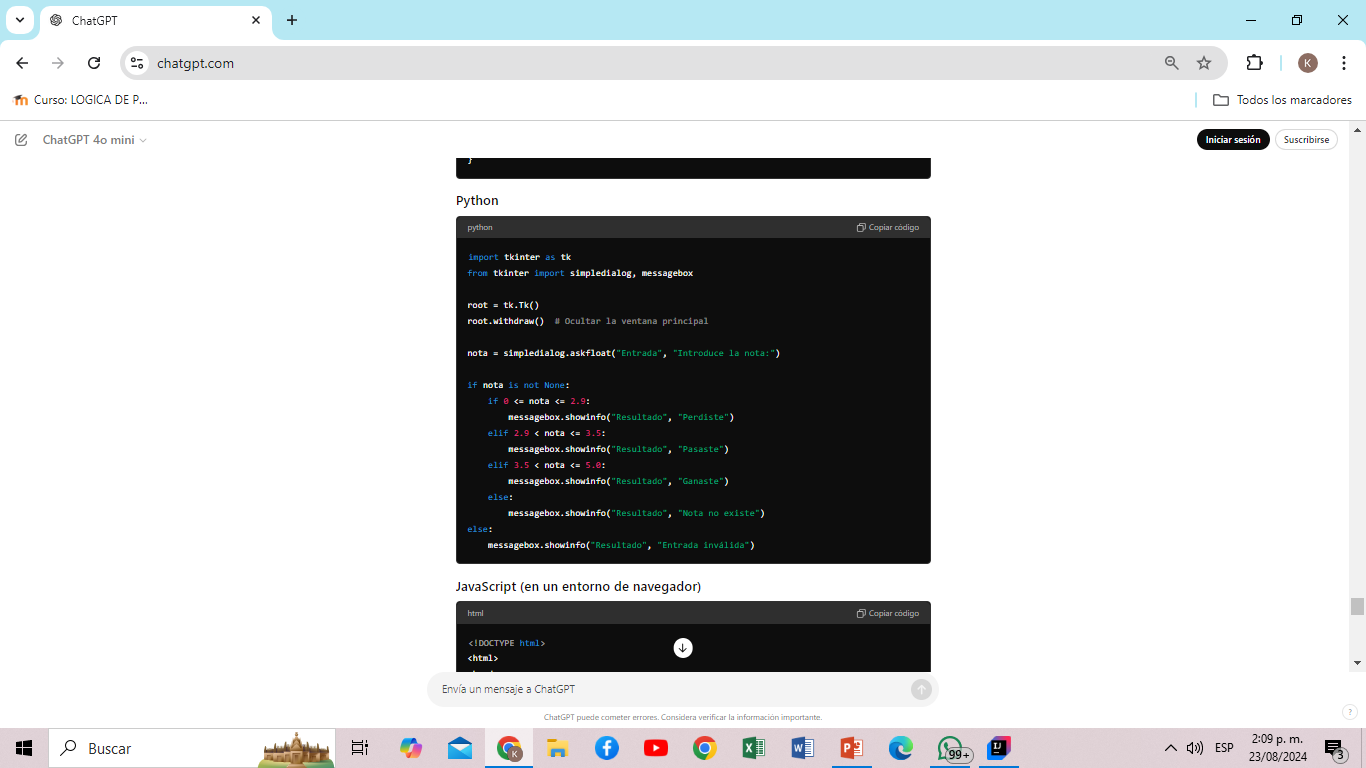 ChatGPT
chatgpt.com
K
Curso: LOGICA DE P...
Todos los marcadores
ChatGPT 4o mini
Iniciar sesión
Suscribirse
}
Python
python
Copiar código
import tkinter as tk
from tkinter import simpledialog, messagebox
root = tk.Tk()
root.withdraw()  # Ocultar la ventana principal
nota = simpledialog.askfloat("Entrada", "Introduce la nota:")
if nota is not None:
    if 0 <= nota <= 2.9:
        messagebox.showinfo("Resultado", "Perdiste")
    elif 2.9 < nota <= 3.5:
        messagebox.showinfo("Resultado", "Pasaste")
    elif 3.5 < nota <= 5.0:
        messagebox.showinfo("Resultado", "Ganaste")
    else:
        messagebox.showinfo("Resultado", "Nota no existe")
else:
    messagebox.showinfo("Resultado", "Entrada inválida")
JavaScript (en un entorno de navegador)
html
Copiar código
<!DOCTYPE html>
<html>
Envía un mensaje a ChatGPT
ChatGPT puede cometer errores. Considera verificar la información importante.
?
Buscar
K
99+
IJ
ESP
2:09 p. m.
23/08/2024
3